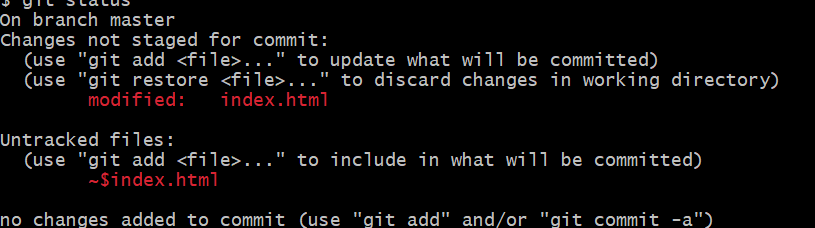 $ git status
On branch master
Changes not staged for commit:
  (use "git add <file>..." to update what will be committed)
  (use "git restore <file>..." to discard changes in working directory)
        modified:   index.html

Untracked files:
  (use "git add <file>..." to include in what will be committed)
        ~$index.html

no changes added to commit (use "git add" and/or "git commit -a")